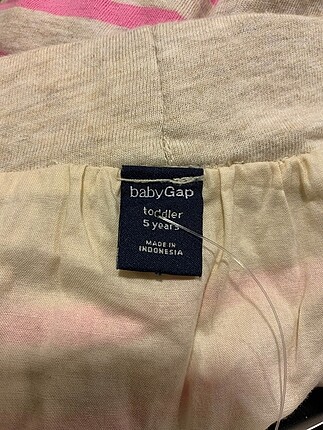 babyGap
toddler
5 years
MADE IN
INDONESIA